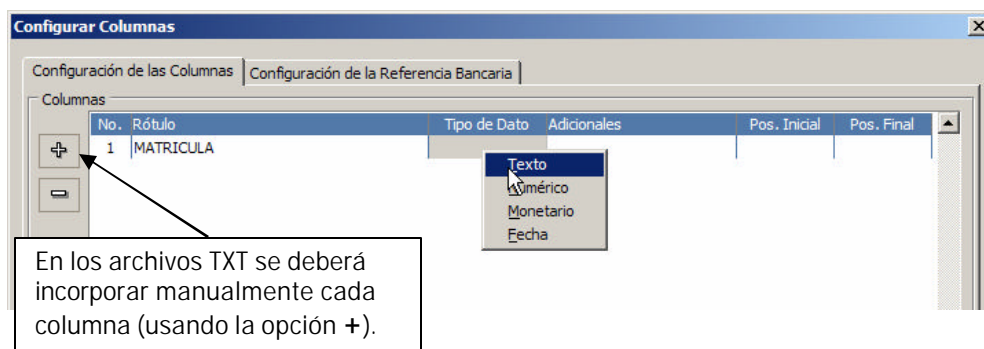 Configurar Columnas
Configuración de las Columnas Configuración de la Referencia Bancaria
Columnas
No. Rótulo Tipo de Dato Adicionales Pos. Inicial Pos. Final
1 MATRICULA
Texto
Numérico
Monetario
Fecha
En los archivos TXT se deberá
incorporar manualmente cada
columna (usando la opción +).